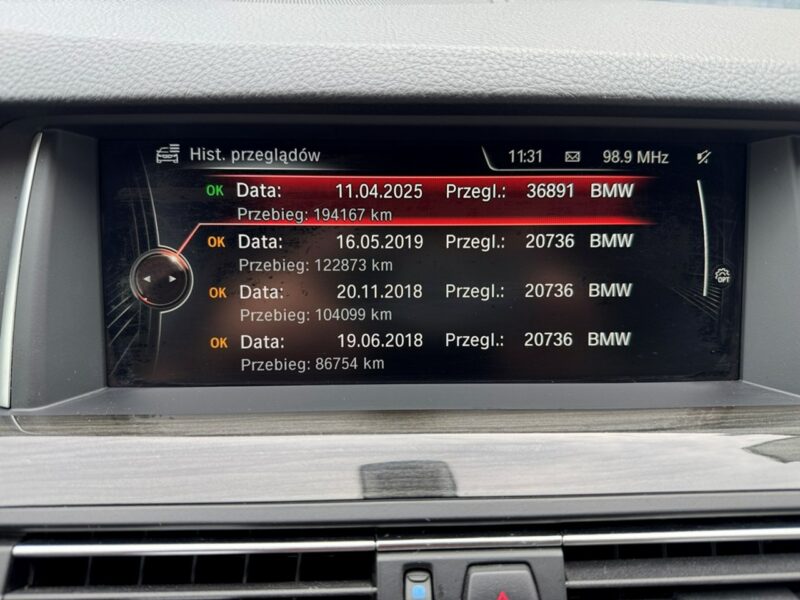 Hist. przeglądów 11:31 98.9 MHz
OK Data: 11.04.2025 Przegl.: 36891 BMW
Przebieg: 194167 km
OK Data: 16.05.2019 Przegl.: 20736 BMW
Przebieg: 122873 km
OK Data: 20.11.2018 Przegl.: 20736 BMW
Przebieg: 104099 km
OK Data: 19.06.2018 Przegl.: 20736 BMW
Przebieg: 86754 km
OPT